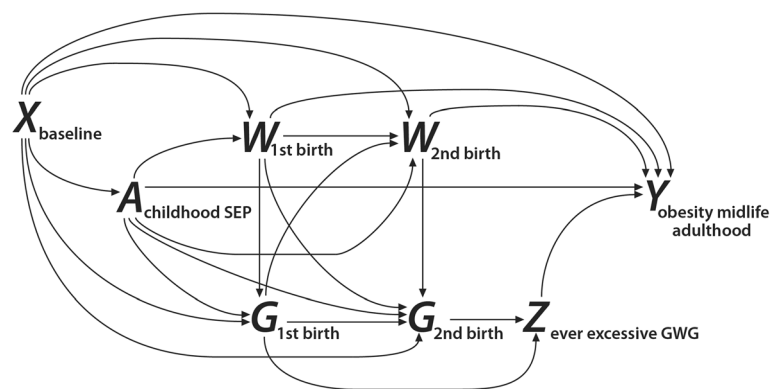 X baseline
W 1st birth
W 2nd birth
A childhood SEP
Y obesity midlife
adulthood
G 1st birth
G 2nd birth
Z ever excessive GWG